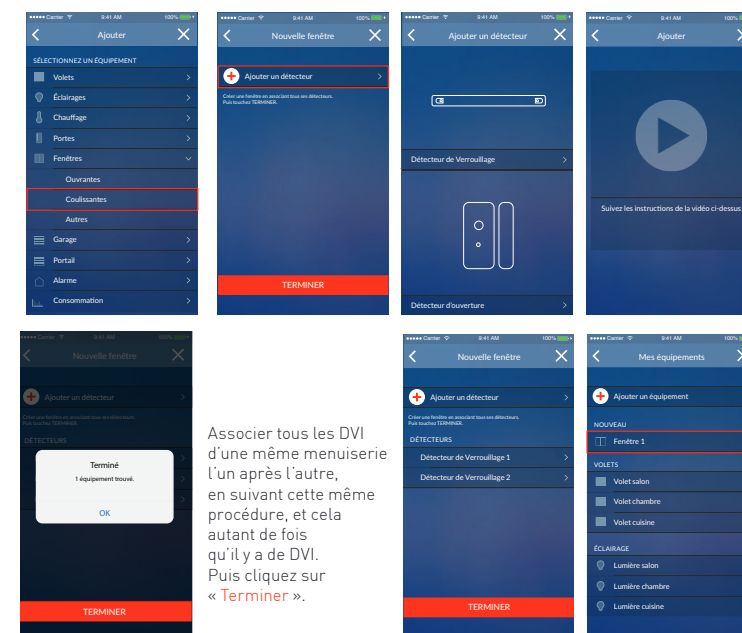 Carrier 9:41 AM 100%
Ajouter
SÉLECTIONNEZ UN ÉQUIPEMENT
Volets
Éclairages
Chauffage
Portes
Fenêtres
Ouvrantes
Coulissantes
Autres
Garage
Portail
Alarme
Consommation
Carrier 9:41 AM 100%
Nouvelle fenêtre
Ajouter un détecteur
Créer une fenêtre en associant tous ses détecteurs.
Puis touchez TERMINER.
TERMINER
Carrier 9:41 AM 100%
Ajouter un détecteur
Détecteur de Verrouillage
Détecteur d'ouverture
Carrier 9:41 AM 100%
Ajouter
Suivez les instructions de la vidéo ci-dessus
Carrier 9:41 AM 100%
Nouvelle fenêtre
Ajouter un détecteur
Créer une fenêtre en associant tous ses détecteurs.
Puis touchez TERMINER.
DÉTECTEURS
Terminé
1 équipement trouvé.
OK
TERMINER
Associer tous les DVI
d'une même menuiserie
l'un après l'autre,
en suivant cette même
procédure, et cela
autant de fois
qu'il y a de DVI.
Puis cliquez sur
« Terminer ».
Carrier 9:41 AM 100%
Nouvelle fenêtre
Ajouter un détecteur
Créer une fenêtre en associant tous ses détecteurs.
Puis touchez TERMINER.
DÉTECTEURS
Détecteur de Verrouillage 1
Détecteur de Verrouillage 2
TERMINER
Carrier 9:41 AM 100%
Mes équipements
Ajouter un équipement
NOUVEAU
Fenêtre 1
VOLETS
Volet salon
Volet chambre
Volet cuisine
ÉCLAIRAGE
Lumière salon
Lumière chambre
Lumière cuisine